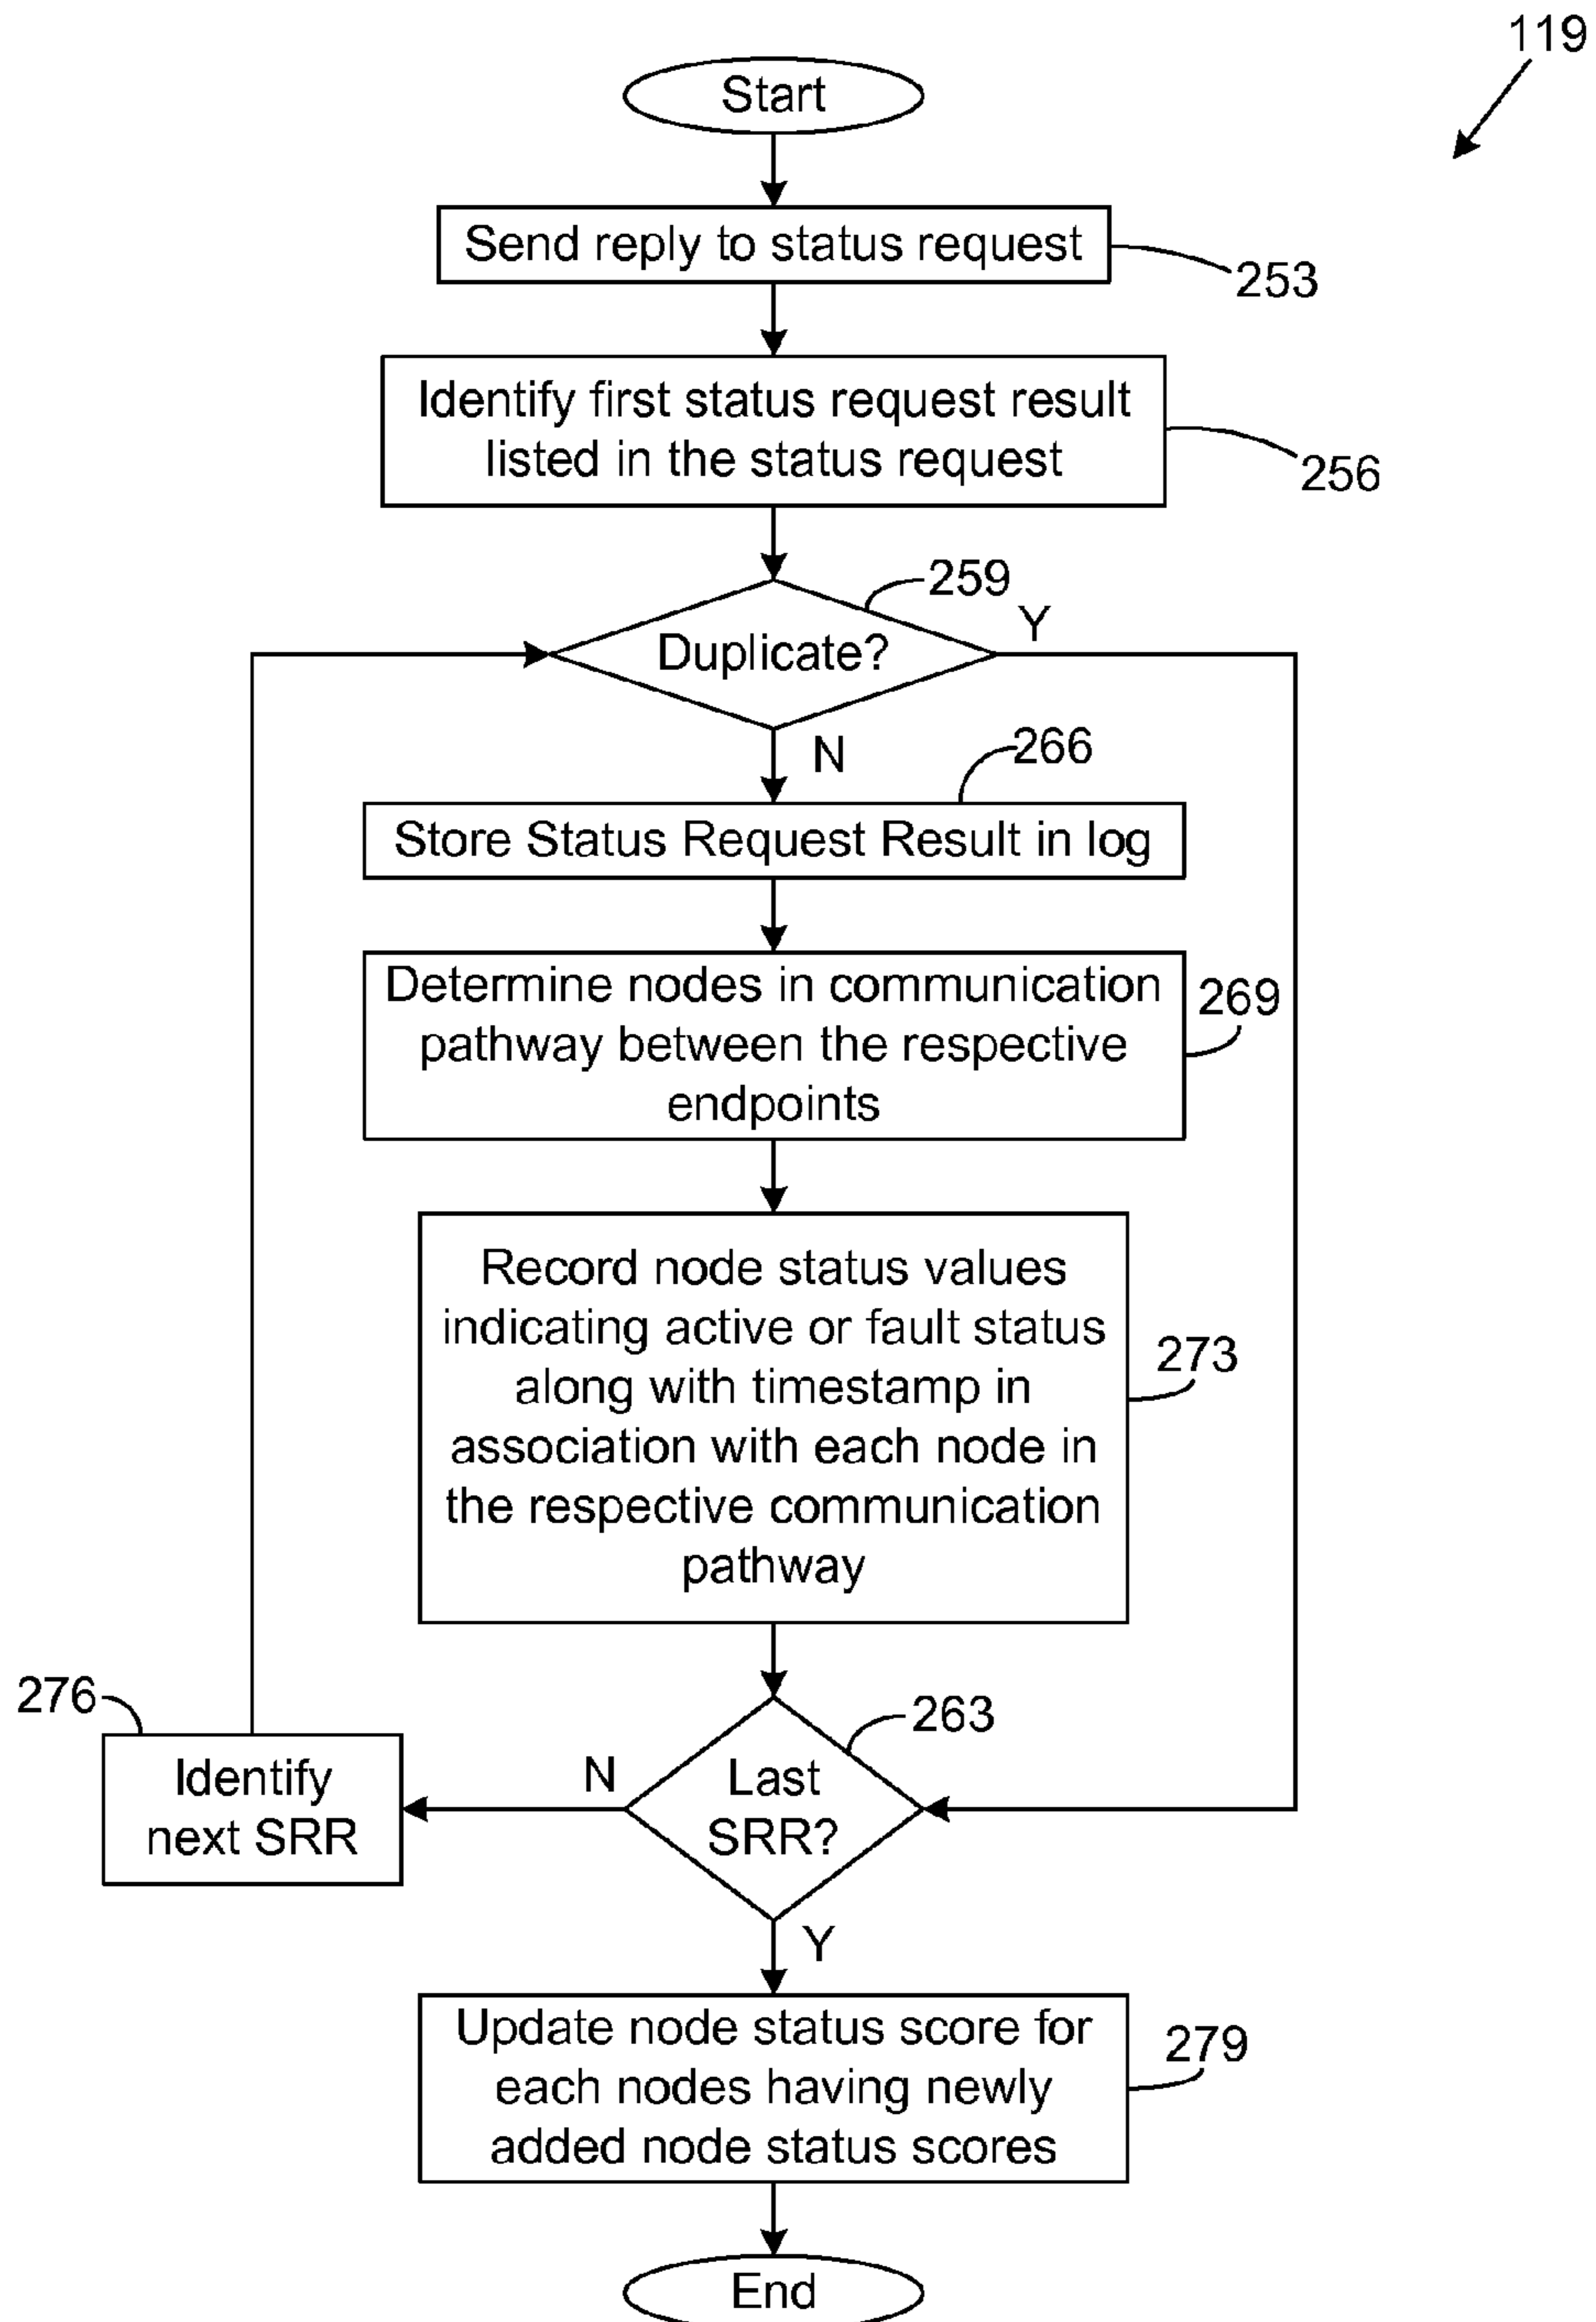 119
Start
Send reply to status request
253
Identify first status request result
listed in the status request
256
259
Duplicate?
Y
N
266
Store Status Request Result in log
Determine nodes in communication
pathway between the respective
endpoints
269
Record node status values
indicating active or fault status
along with timestamp in
association with each node in
the respective communication
pathway
273
276
Identify
next SRR
N
263
Last
SRR?
Y
Update node status score for
each nodes having newly
added node status scores
279
End